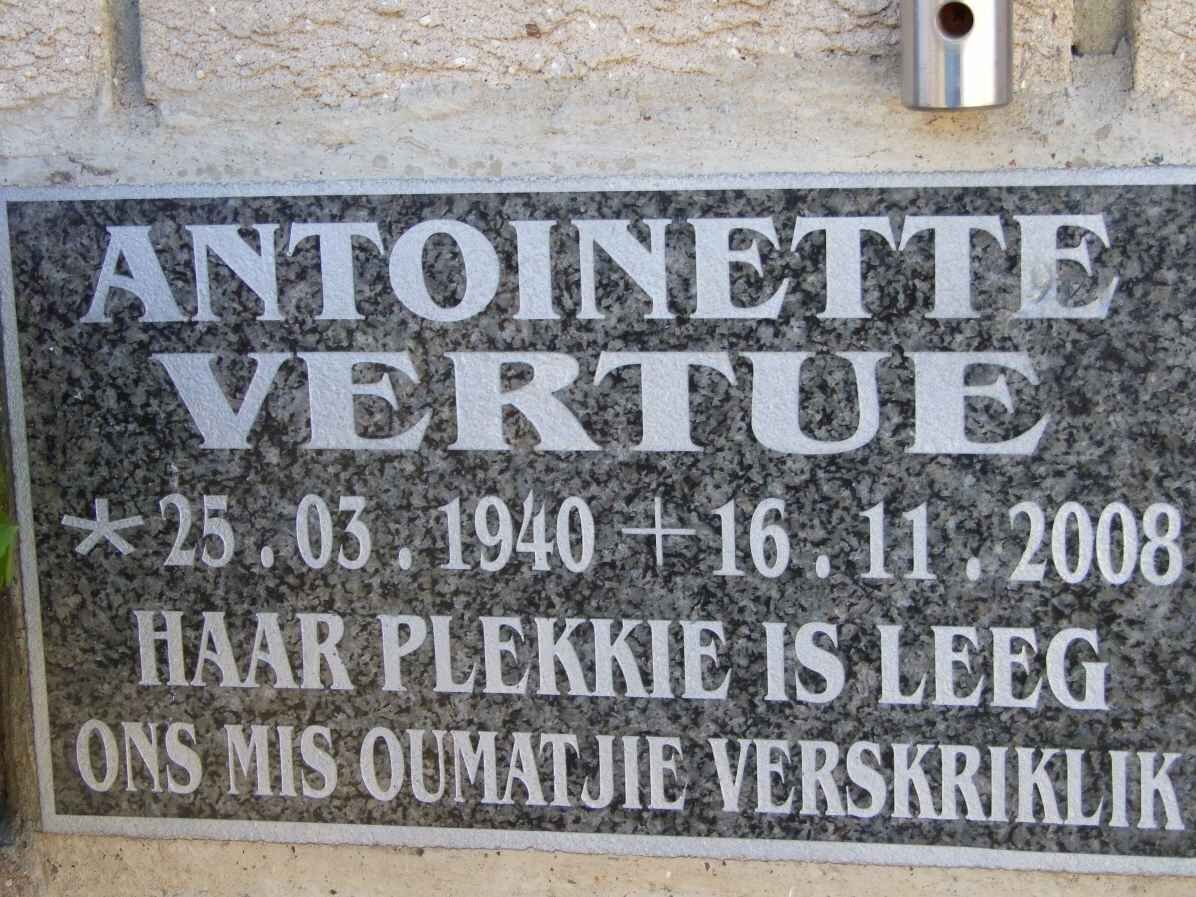 ANTOINETTE
VERTUE
* 25 . 03 . 1940 + 16 . 11 . 2008
HAAR PLEKKIE IS LEEG
ONS MIS OUMATJIE VERSKRIKLIK